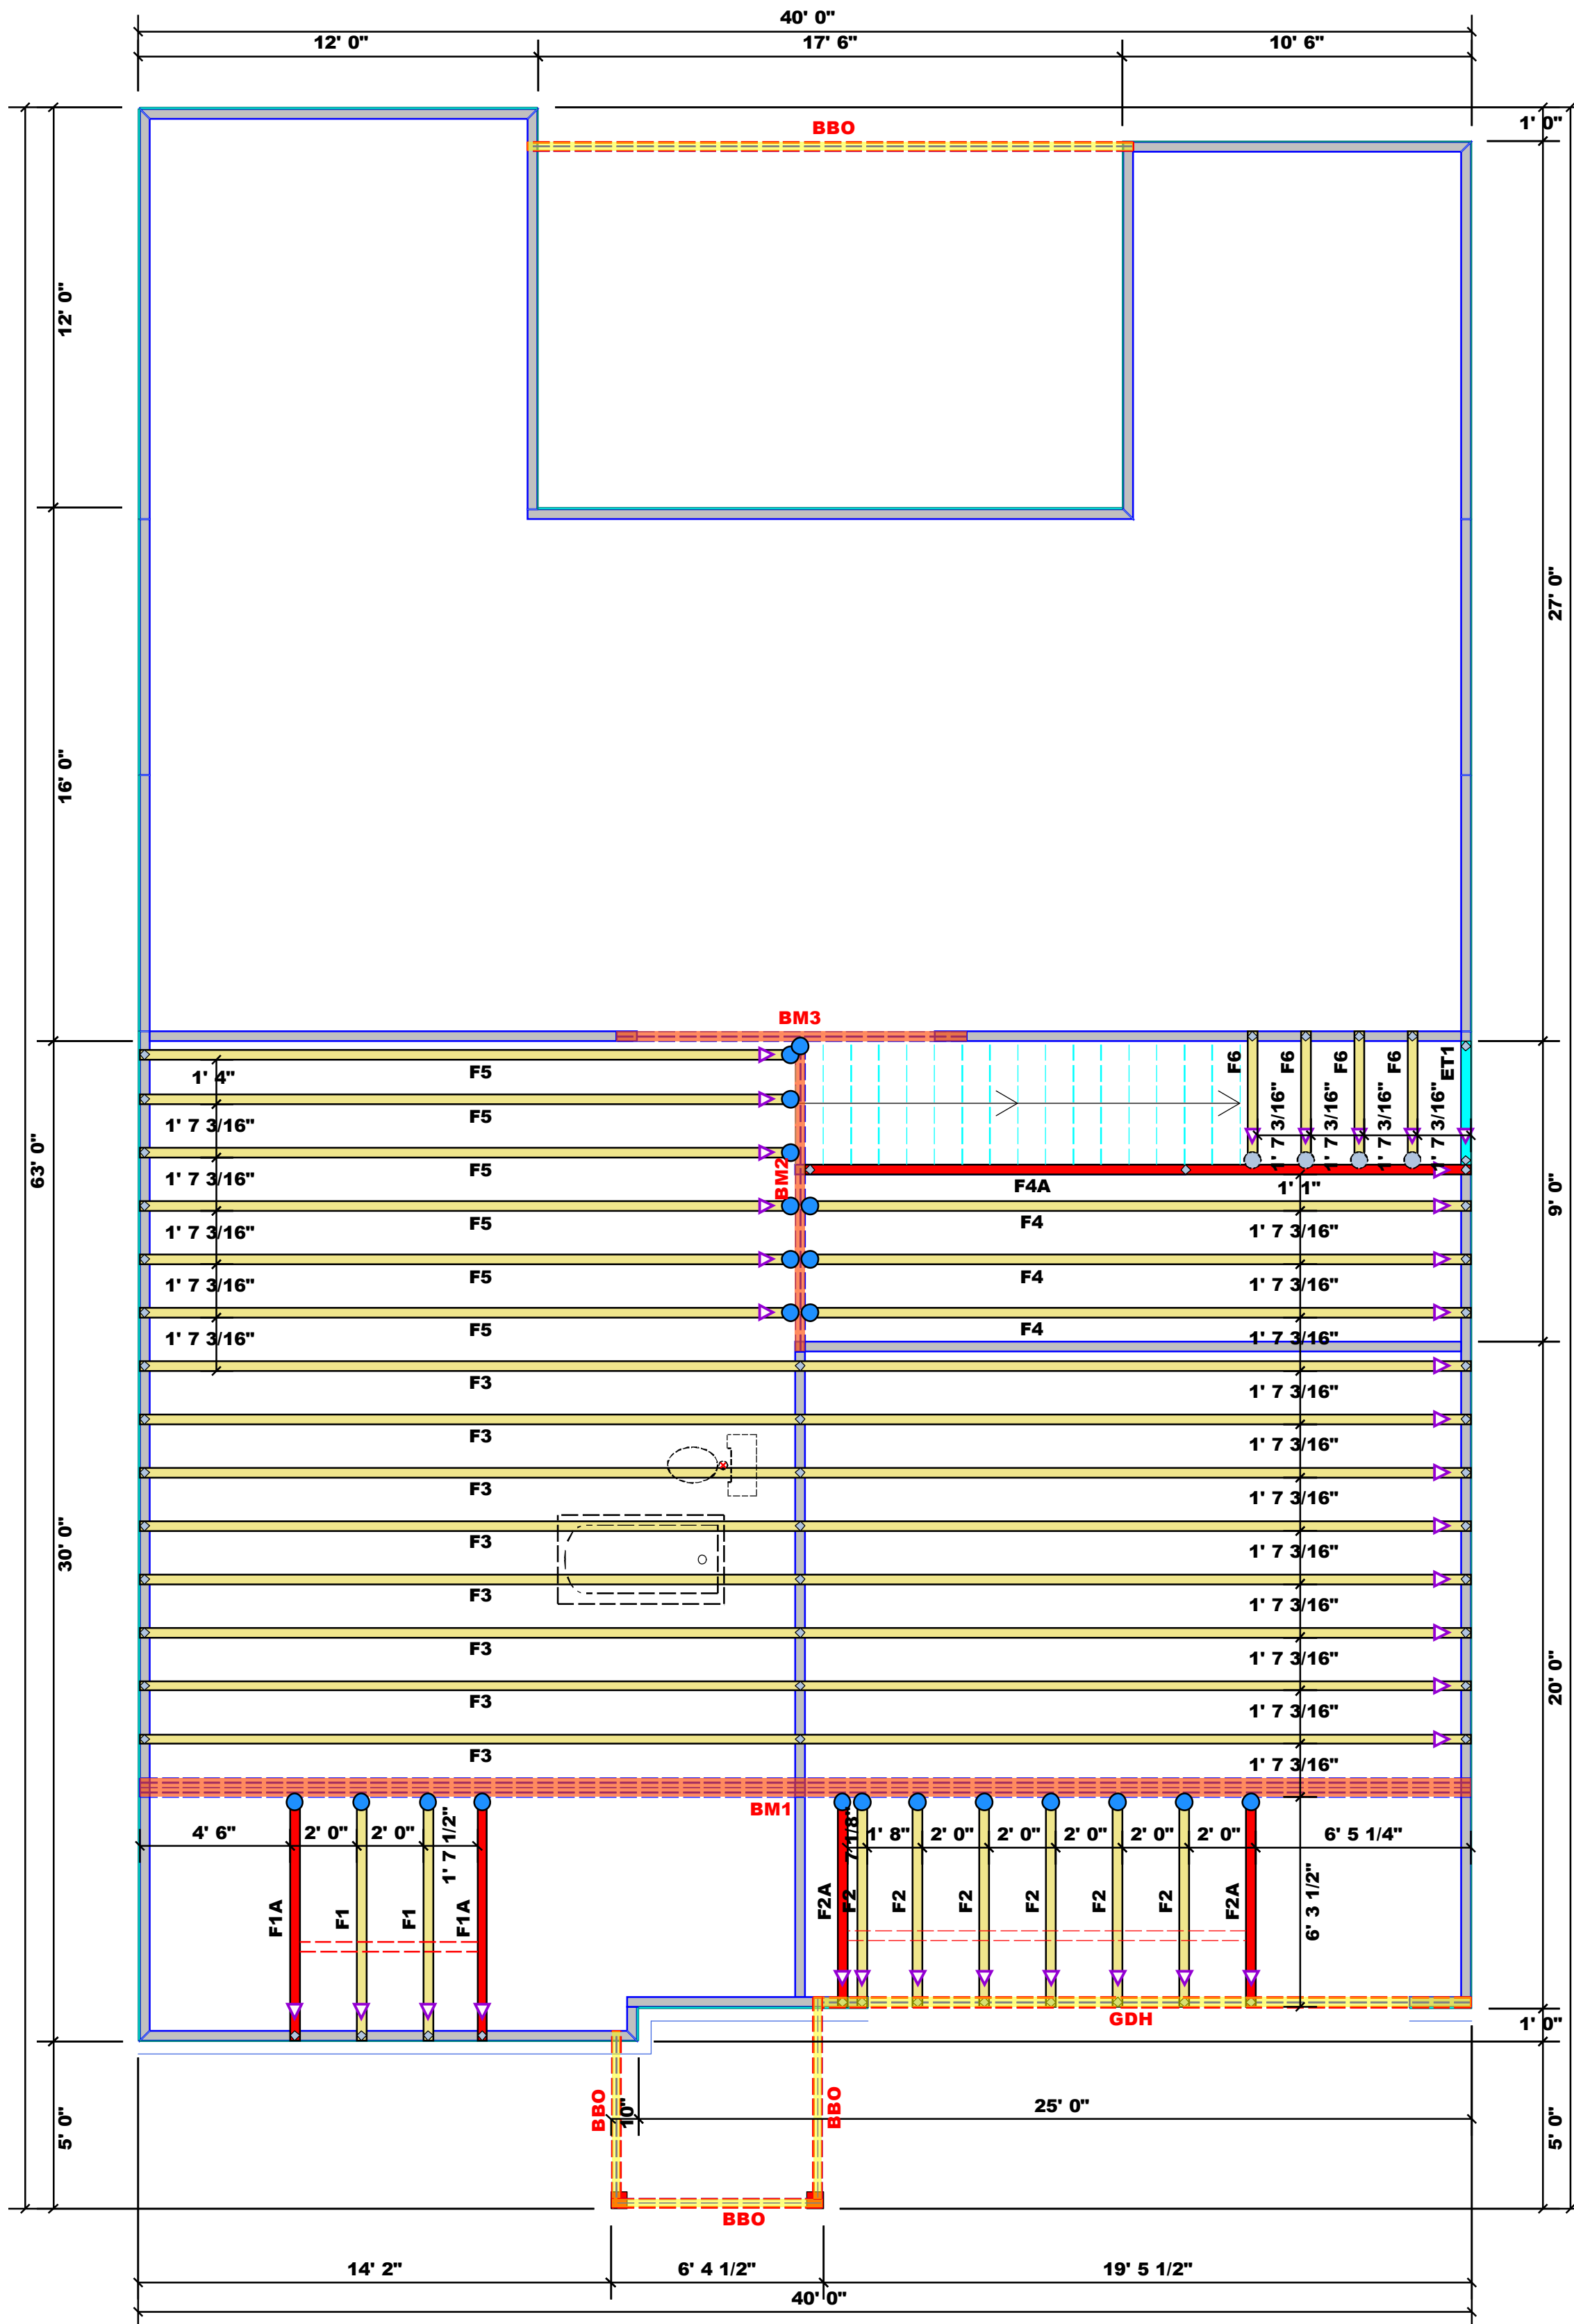 40' 0"
12' 0"
17' 6"
10' 6"
1' 0"
BBO
12' 0"
27' 0"
16' 0"
63' 0"
BM3
F5
1' 4"
F5
1' 7 3/16"
F5
1' 7 3/16"
F5
1' 7 3/16"
F5
1' 7 3/16"
F5
1' 7 3/16"
BM2
F6
F6
F6
F6
ET1
1' 7 3/16"
1' 7 3/16"
1' 7 3/16"
1' 7 3/16"
F4A
1' 1"
F4
1' 7 3/16"
F4
1' 7 3/16"
F4
1' 7 3/16"
9' 0"
F3
1' 7 3/16"
F3
1' 7 3/16"
F3
1' 7 3/16"
F3
1' 7 3/16"
F3
1' 7 3/16"
F3
1' 7 3/16"
F3
1' 7 3/16"
F3
1' 7 3/16"
30' 0"
20' 0"
BM1
4' 6"
2' 0"
2' 0"
1' 7 1/2"
7 1/8"
1' 8"
2' 0"
2' 0"
2' 0"
2' 0"
2' 0"
6' 5 1/4"
F1A
F1
F1
F1A
F2A
F2
F2
F2
F2
F2
F2
F2A
6' 3 1/2"
GDH
1' 0"
BBO
10"
BBO
25' 0"
5' 0"
5' 0"
BBO
14' 2"
6' 4 1/2"
19' 5 1/2"
40' 0"